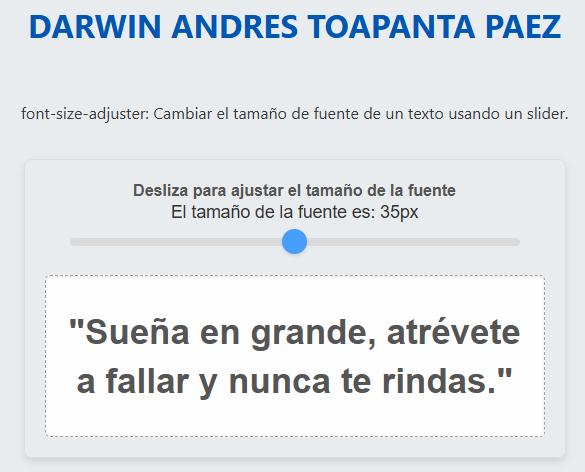 DARWIN ANDRES TOAPANTA PAEZ
font-size-adjuster: Cambiar el tamaño de fuente de un texto usando un slider.
Desliza para ajustar el tamaño de la fuente
El tamaño de la fuente es: 35px
"Sueña en grande, atrévete
a fallar y nunca te rindas."